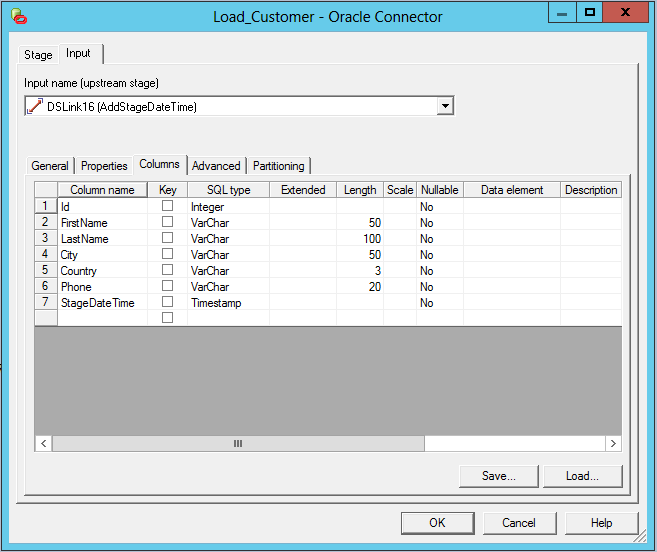 Load_Customer - Oracle Connector
Stage Input
Input name (upstream stage)
DSLink16 (AddStageDateTime)
General Properties Columns Advanced Partitioning
Column name Key SQL type Extended Length Scale Nullable Data element Description
1 Id Integer No
2 FirstName VarChar 50 No
3 LastName VarChar 100 No
4 City VarChar 50 No
5 Country VarChar 3 No
6 Phone VarChar 20 No
7 StageDateTime Timestamp No
Save... Load...
OK Cancel Help